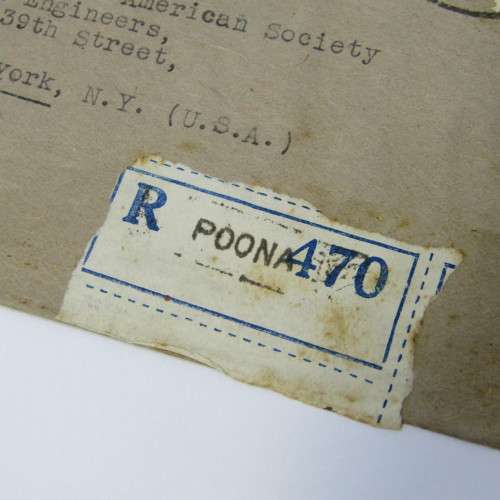 American Society
Engineers,
39th Street,
york, N.Y. (U.S.A.)
R POONA 470